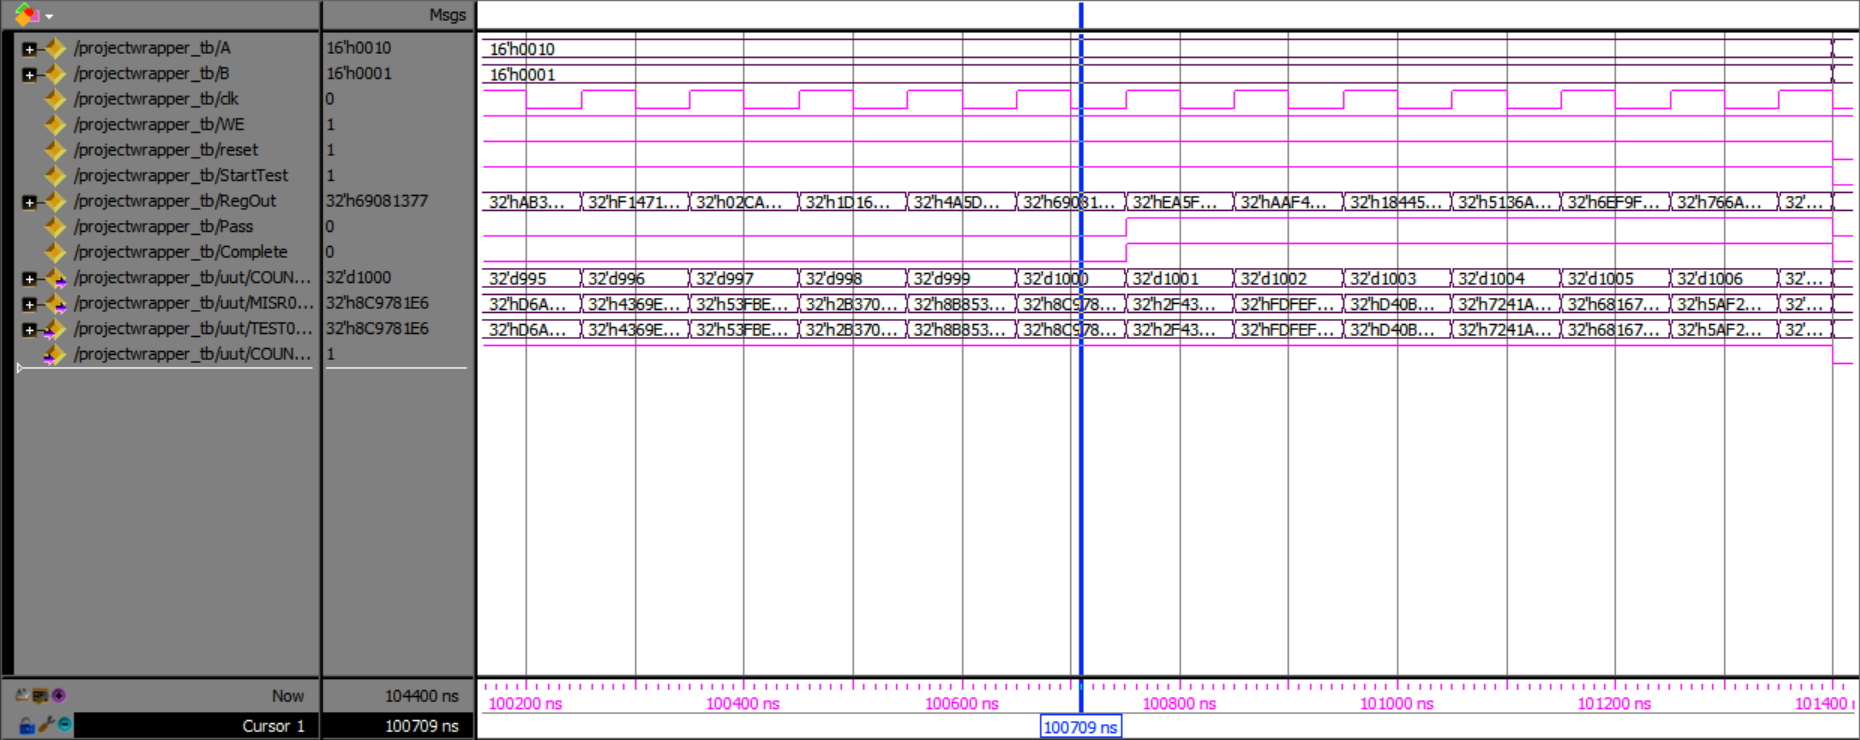 Msgs
/projectwrapper_tb/A 16'h0010 16'h0010
/projectwrapper_tb/B 16'h0001 16'h0001
/projectwrapper_tb/clk 0
/projectwrapper_tb/WE 1
/projectwrapper_tb/reset 1
/projectwrapper_tb/StartTest 1
/projectwrapper_tb/RegOut 32'h69081377 32'hAB3... 32'hF1471... 32'h02CA... 32'h1D16... 32'h4A5D... 32'h69081... 32'hEA5F... 32'hAAF4... 32'h18445... 32'h5136A... 32'h6EF9F... 32'h766A... 32'...
/projectwrapper_tb/Pass 0
/projectwrapper_tb/Complete 0
/projectwrapper_tb/uut/COUN... 32'd1000 32'd995 32'd996 32'd997 32'd998 32'd999 32'd1000 32'd1001 32'd1002 32'd1003 32'd1004 32'd1005 32'd1006 32'...
/projectwrapper_tb/uut/MISR0... 32'h8C9781E6 32'hD6A... 32'h4369E... 32'h53FBE... 32'h2B370... 32'h8B853... 32'h8C978... 32'h2F43... 32'hFDFEF... 32'hD40B... 32'h7241A... 32'h68167... 32'h5AF2... 32'...
/projectwrapper_tb/uut/TEST0... 32'h8C9781E6 32'hD6A... 32'h4369E... 32'h53FBE... 32'h2B370... 32'h8B853... 32'h8C978... 32'h2F43... 32'hFDFEF... 32'hD40B... 32'h7241A... 32'h68167... 32'h5AF2... 32'...
/projectwrapper_tb/uut/COUN... 1
Now 104400 ns 100200 ns 100400 ns 100600 ns 100800 ns 101000 ns 101200 ns 101400
Cursor 1 100709 ns 100709 ns